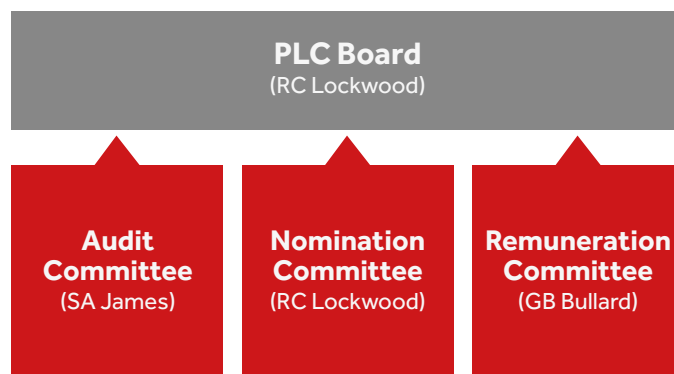 PLC Board
(RC Lockwood)
Audit
Committee
(SA James)
Nomination
Committee
(RC Lockwood)
Remuneration
Committee
(GB Bullard)